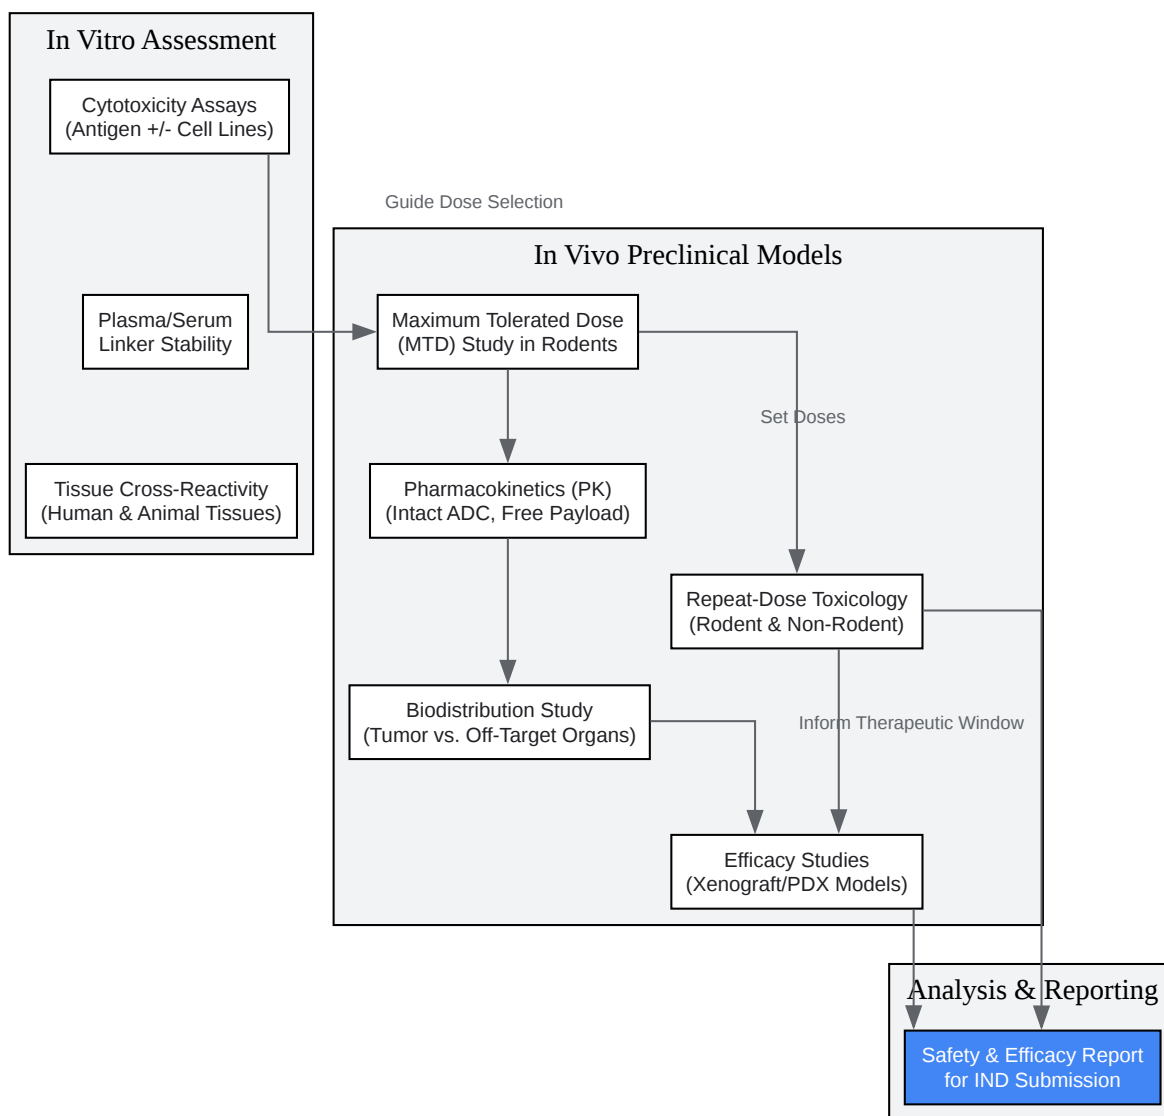 In Vitro Assessment
Cytotoxicity Assays
(Antigen +/- Cell Lines)
Plasma/Serum
Linker Stability
Tissue Cross-Reactivity
(Human & Animal Tissues)
Guide Dose Selection
In Vivo Preclinical Models
Maximum Tolerated Dose
(MTD) Study in Rodents
Set Doses
Pharmacokinetics (PK)
(Intact ADC, Free Payload)
Repeat-Dose Toxicology
(Rodent & Non-Rodent)
Biodistribution Study
(Tumor vs. Off-Target Organs)
Inform Therapeutic Window
Efficacy Studies
(Xenograft/PDX Models)
Analysis & Reporting
Safety & Efficacy Report
for IND Submission